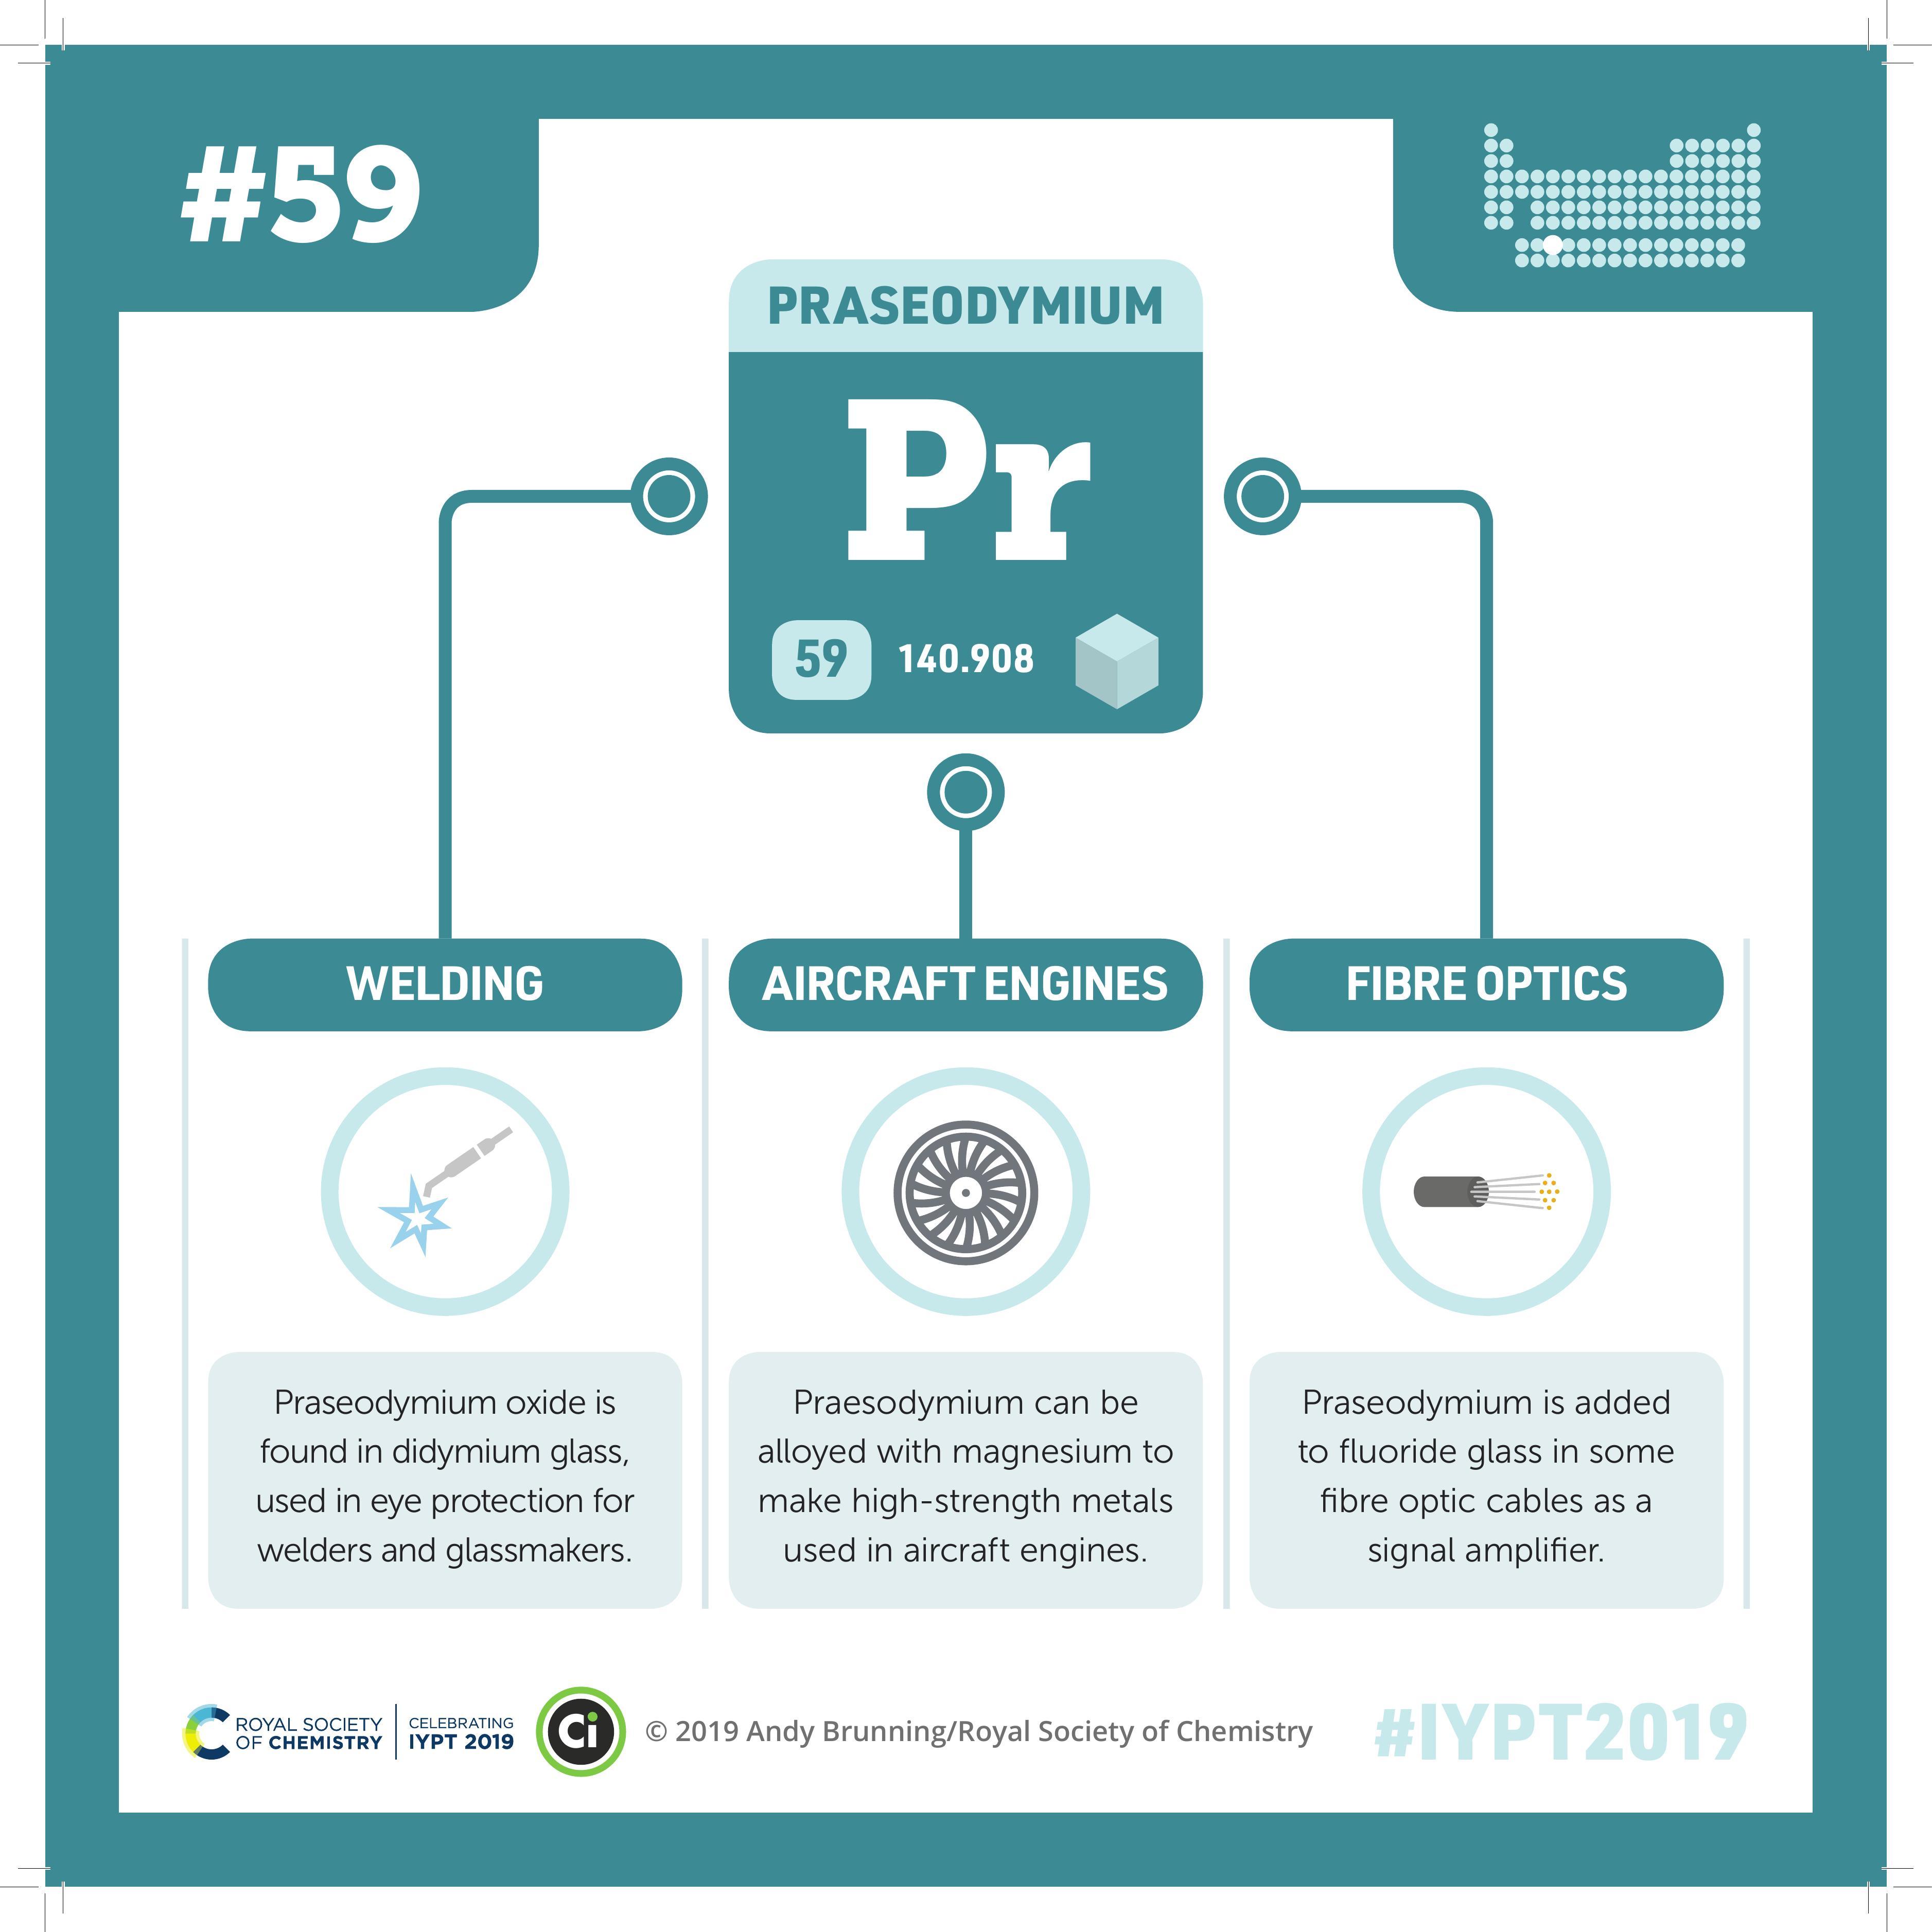 #59
PRASEODYMIUM
Pr
59
140.908
WELDING
AIRCRAFT ENGINES
FIBRE OPTICS
Praseodymium oxide is
found in didymium glass,
used in eye protection for
welders and glassmakers.
Praesodymium can be
alloyed with magnesium to
make high-strength metals
used in aircraft engines.
Praseodymium is added
to fluoride glass in some
fibre optic cables as a
signal amplifier.
ROYAL SOCIETY
OF CHEMISTRY
CELEBRATING
IYPT 2019
Ci
© 2019 Andy Brunning/Royal Society of Chemistry
#IYPT2019